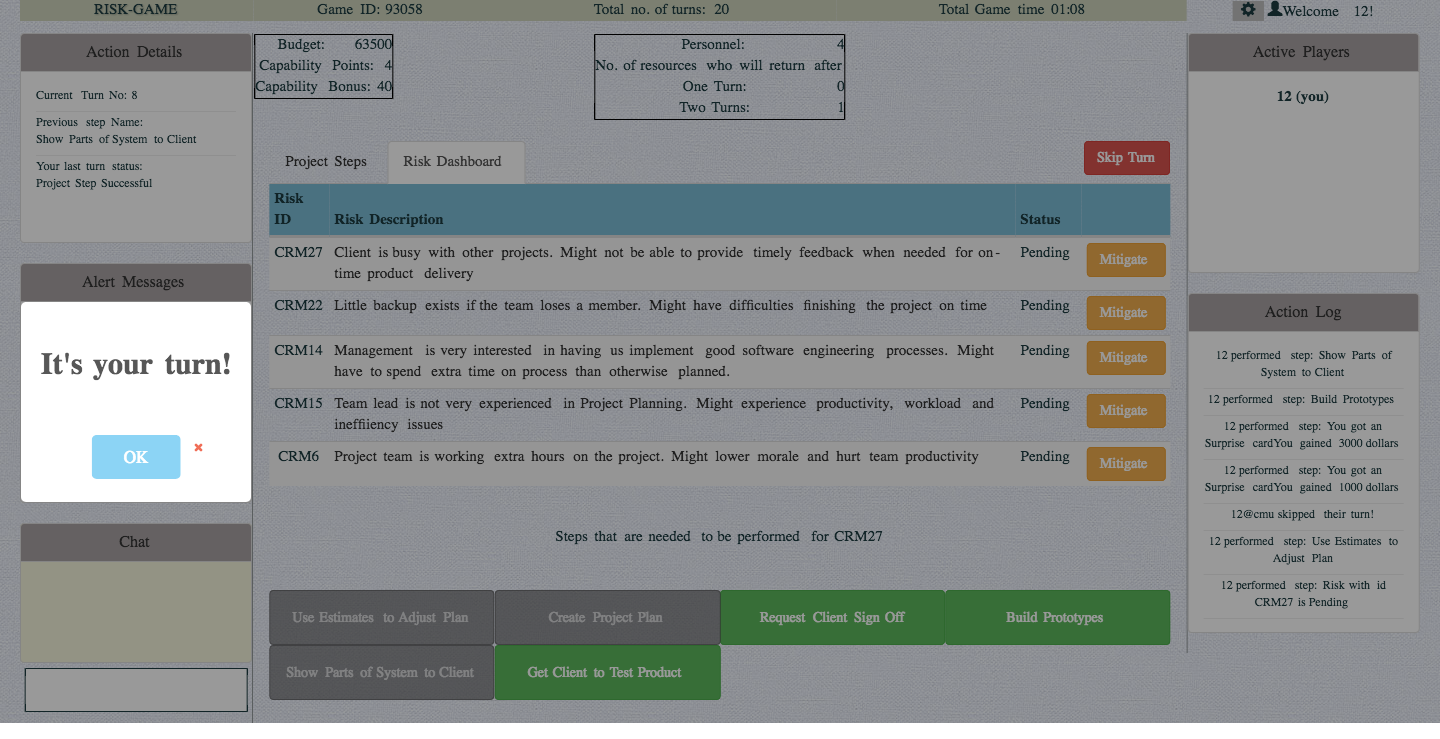 RISK-GAME
Game ID: 93058
Total no. of turns: 20
Total Game time 01:08
Welcome 12!
Action Details
Current Turn No: 8
Previous step Name:
Show Parts of System to Client
Your last turn status:
Project Step Successful
Alert Messages
It's your turn!
OK
Chat
Budget: 63500
Capability Points: 4
Capability Bonus: 40
Personnel: 4
No. of resources who will return after
One Turn: 0
Two Turns: 1
Project Steps
Risk Dashboard
Skip Turn
Risk
ID Risk Description Status
CRM27 Client is busy with other projects. Might not be able to provide timely feedback when needed for on- Pending Mitigate
time product delivery
CRM22 Little backup exists if the team loses a member. Might have difficulties finishing the project on time Pending Mitigate
CRM14 Management is very interested in having us implement good software engineering processes. Might Pending Mitigate
have to spend extra time on process than otherwise planned.
CRM15 Team lead is not very experienced in Project Planning. Might experience productivity, workload and Pending Mitigate
ineffiiency issues
CRM6 Project team is working extra hours on the project. Might lower morale and hurt team productivity Pending Mitigate
Steps that are needed to be performed for CRM27
Use Estimates to Adjust Plan
Create Project Plan
Request Client Sign Off
Build Prototypes
Show Parts of System to Client
Get Client to Test Product
Active Players
12 (you)
Action Log
12 performed step: Show Parts of
System to Client
12 performed step: Build Prototypes
12 performed step: You got an
Surprise cardYou gained 3000 dollars
12 performed step: You got an
Surprise cardYou gained 1000 dollars
12@cmu skipped their turn!
12 performed step: Use Estimates to
Adjust Plan
12 performed step: Risk with id
CRM27 is Pending